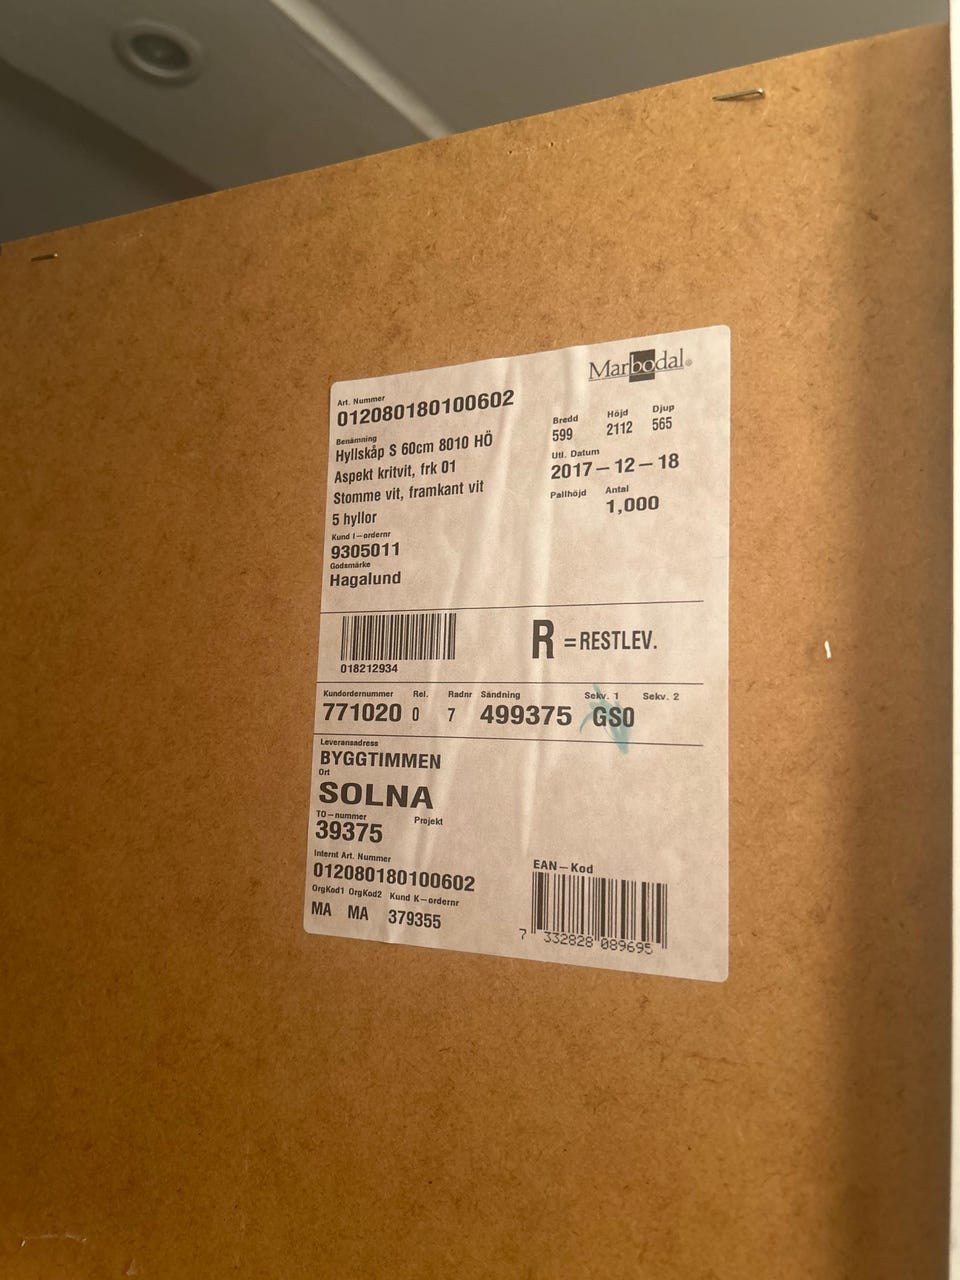 Marbodal®
Art. Nummer
012080180100602
Benämning
Hyllskåp S 60cm 8010 HÖ
Aspekt kritvit, frk 01
Stomme vit, framkant vit
5 hyllor
Bredd Höjd Djup
599 2112 565
Utl. Datum
2017-12-18
Pallhöjd Antal
1,000
Kund I-ordernr
9305011
Godsmärke
Hagalund
018212934
R =RESTLEV.
Kundordernummer Rel. Radnr Sändning Sekv. 1 Sekv. 2
771020 0 7 499375 GS0
Leveransadress
BYGGTIMMEN
Ort
SOLNA
TO-nummer Projekt
39375
Internt Art. Nummer
012080180100602
OrgKod1 OrgKod2 Kund K-ordernr
MA MA 379355
EAN-Kod
7 332828 089695